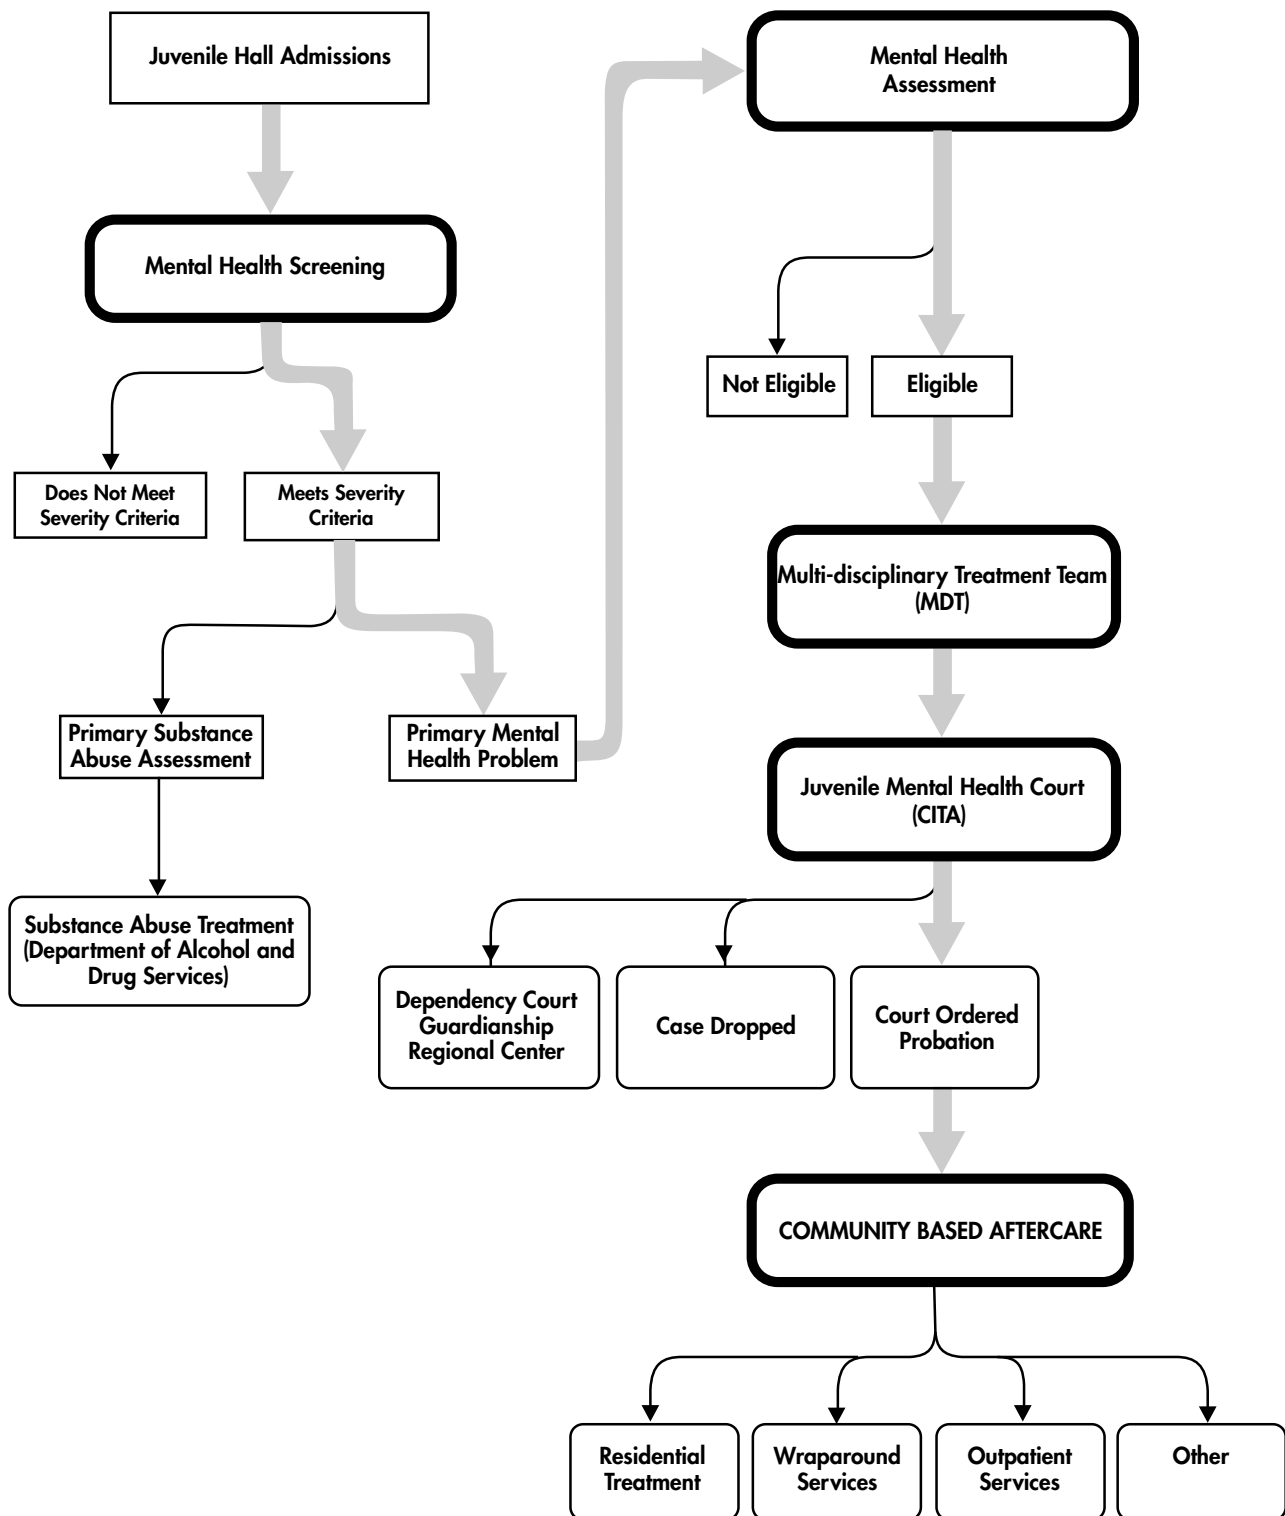 Juvenile Hall Admissions
Mental Health
Assessment
Mental Health Screening
Not Eligible
Eligible
Does Not Meet
Severity Criteria
Meets Severity
Criteria
Multi-disciplinary Treatment Team
(MDT)
Primary Substance
Abuse Assessment
Primary Mental
Health Problem
Juvenile Mental Health Court
(CITA)
Substance Abuse Treatment
(Department of Alcohol and
Drug Services)
Dependency Court
Guardianship
Regional Center
Case Dropped
Court Ordered
Probation
COMMUNITY BASED AFTERCARE
Residential
Treatment
Wraparound
Services
Outpatient
Services
Other